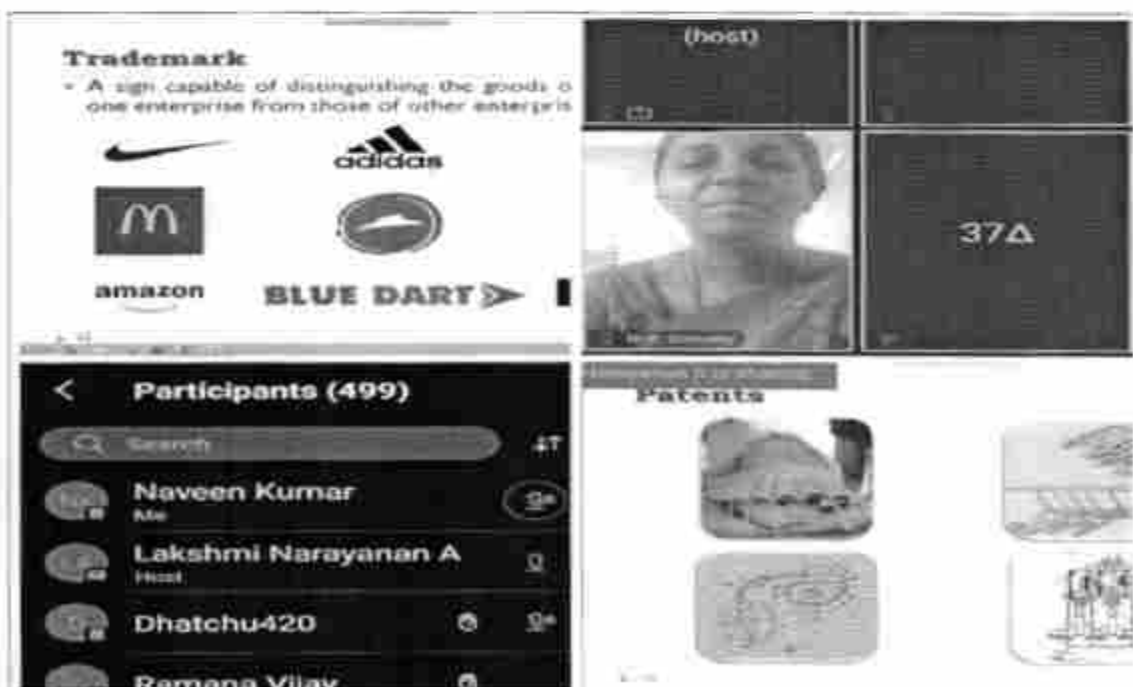 Trademark
- A sign capable of distinguishing the goods o
one enterprise from those of other enterpris
adidas
amazon
BLUE DART
(host)
37Δ
< Participants (499)
Search
Naveen Kumar
Me
Lakshmi Narayanan A
Host
Dhatchu420
Ramana Vijay
Patents